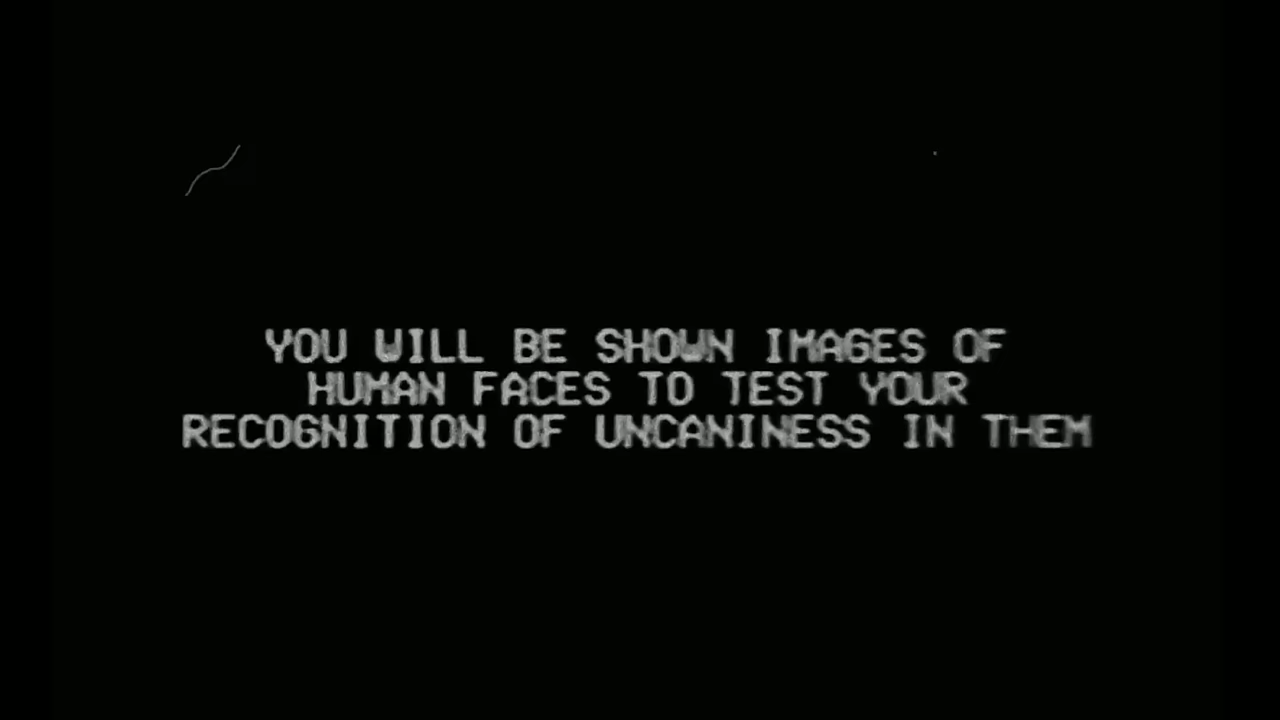 YOU WILL BE SHOWN IMAGES OF
HUMAN FACES TO TEST YOUR
RECOGNITION OF UNCANINESS IN THEM